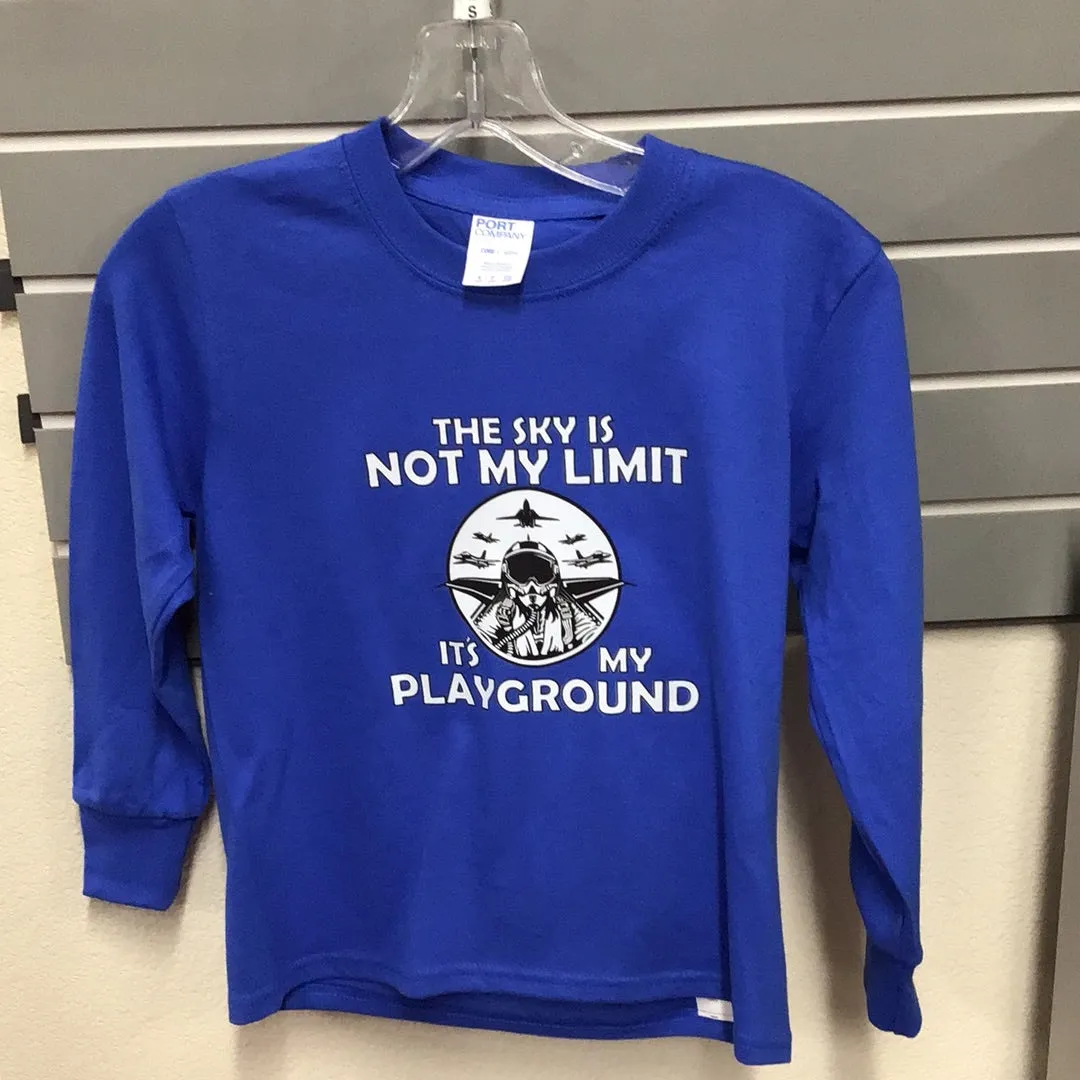 S
PORT
COMPANY
THE SKY IS
NOT MY LIMIT
IT'S MY
PLAYGROUND